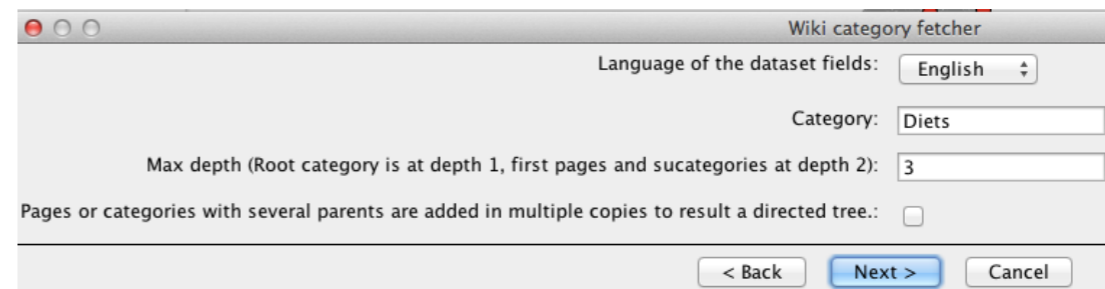 Wiki category fetcher
Language of the dataset fields: English
Category: Diets
Max depth (Root category is at depth 1, first pages and sucategories at depth 2): 3
Pages or categories with several parents are added in multiple copies to result a directed tree.:
< Back Next > Cancel